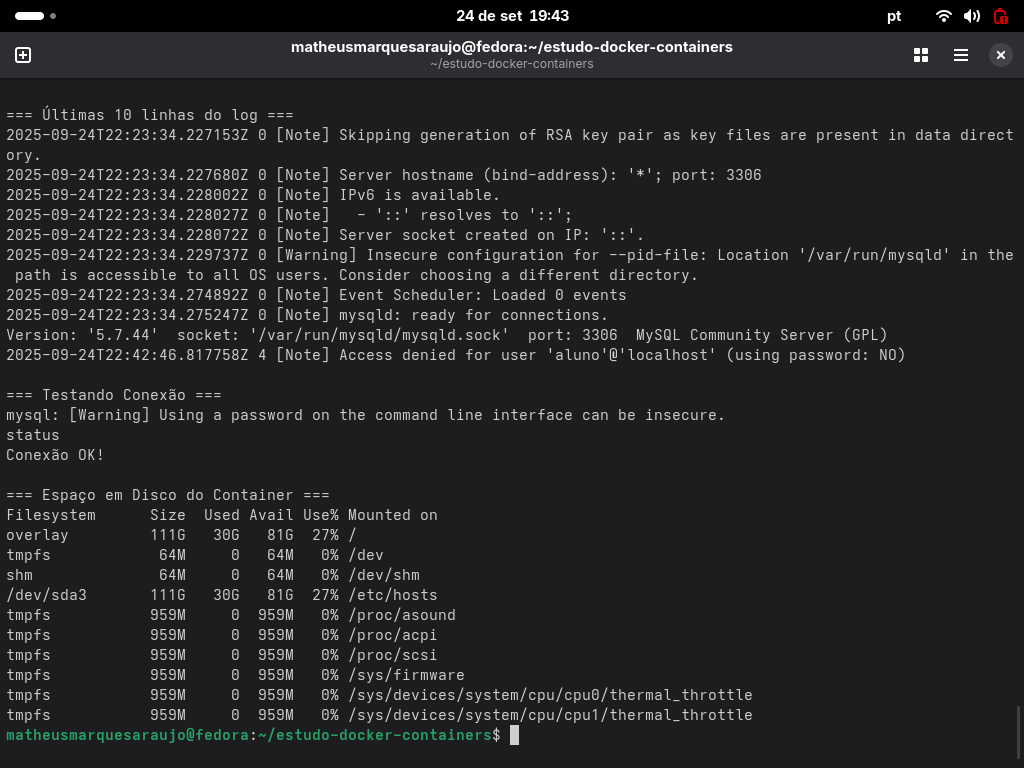 24 de set  19:43
pt
matheusmarquesaraujo@fedora:~/estudo-docker-containers
~/estudo-docker-containers
=== Últimas 10 linhas do log ===
2025-09-24T22:23:34.227153Z 0 [Note] Skipping generation of RSA key pair as key files are present in data direct
ory.
2025-09-24T22:23:34.227680Z 0 [Note] Server hostname (bind-address): '*'; port: 3306
2025-09-24T22:23:34.228002Z 0 [Note] IPv6 is available.
2025-09-24T22:23:34.228027Z 0 [Note]   - '::' resolves to '::';
2025-09-24T22:23:34.228072Z 0 [Note] Server socket created on IP: '::'.
2025-09-24T22:23:34.229737Z 0 [Warning] Insecure configuration for --pid-file: Location '/var/run/mysqld' in the
 path is accessible to all OS users. Consider choosing a different directory.
2025-09-24T22:23:34.274892Z 0 [Note] Event Scheduler: Loaded 0 events
2025-09-24T22:23:34.275247Z 0 [Note] mysqld: ready for connections.
Version: '5.7.44'  socket: '/var/run/mysqld/mysqld.sock'  port: 3306  MySQL Community Server (GPL)
2025-09-24T22:42:46.817758Z 4 [Note] Access denied for user 'aluno'@'localhost' (using password: NO)
=== Testando Conexão ===
mysql: [Warning] Using a password on the command line interface can be insecure.
status
Conexão OK!
=== Espaço em Disco do Container ===
Filesystem      Size  Used Avail Use% Mounted on
overlay         111G   30G   81G  27% /
tmpfs            64M     0   64M   0% /dev
shm              64M     0   64M   0% /dev/shm
/dev/sda3       111G   30G   81G  27% /etc/hosts
tmpfs           959M     0  959M   0% /proc/asound
tmpfs           959M     0  959M   0% /proc/acpi
tmpfs           959M     0  959M   0% /proc/scsi
tmpfs           959M     0  959M   0% /sys/firmware
tmpfs           959M     0  959M   0% /sys/devices/system/cpu/cpu0/thermal_throttle
tmpfs           959M     0  959M   0% /sys/devices/system/cpu/cpu1/thermal_throttle
matheusmarquesaraujo@fedora:~/estudo-docker-containers$